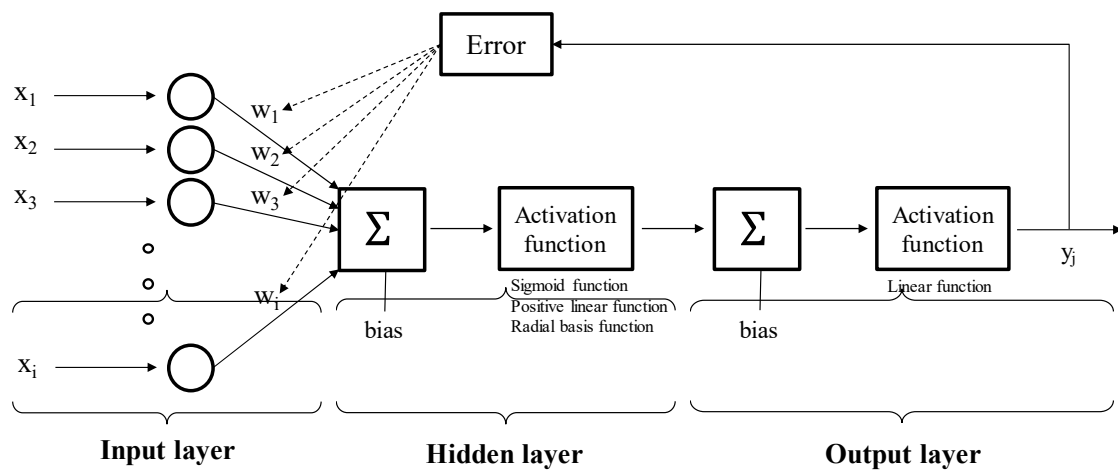 Error
x1
x2
x3
xi
w1
w2
w3
wi
Σ
bias
Activation
function
Sigmoid function
Positive linear function
Radial basis function
Σ
bias
Activation
function
Linear function
yj
Input layer
Hidden layer
Output layer